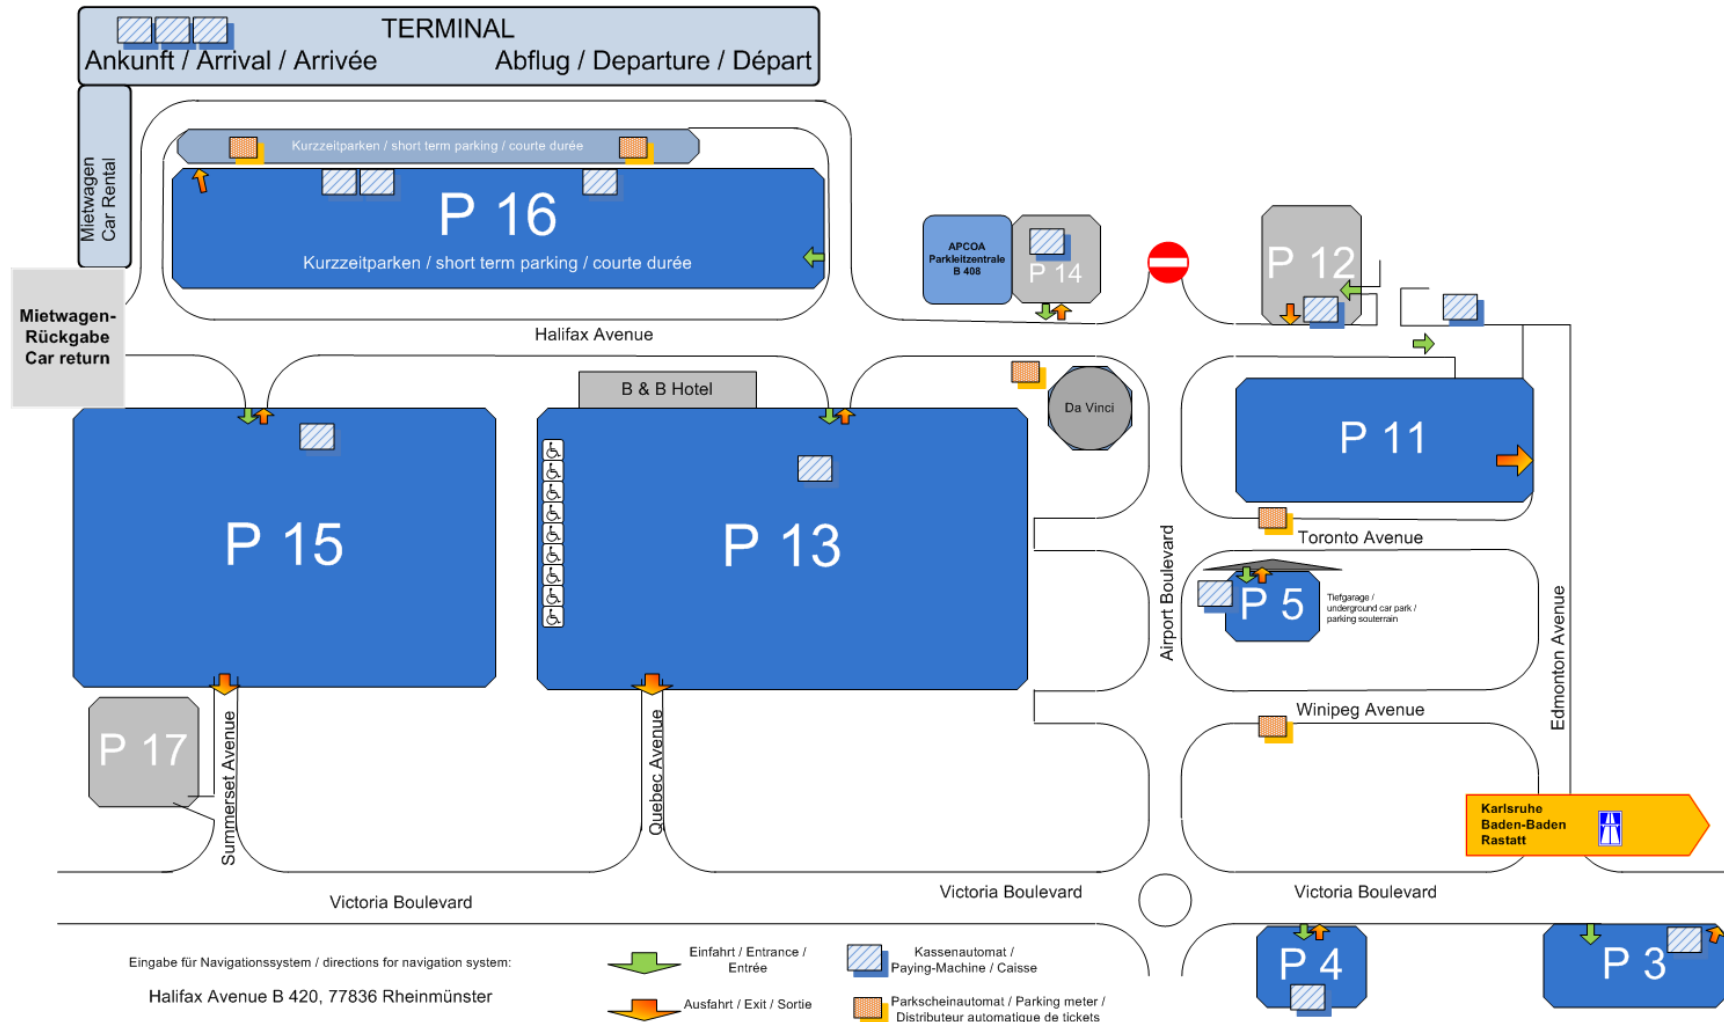 TERMINAL
Ankunft / Arrival / Arrivée
Abflug / Departure / Départ
Mietwagen
Car Rental
Kurzzeitparken / short term parking / courte durée
P 16
Kurzzeitparken / short term parking / courte durée
APCOA
Parkleitzentrale
B 408
P 14
P 12
Mietwagen-
Rückgabe
Car return
Halifax Avenue
B & B Hotel
Da Vinci
P 11
P 15
P 13
Toronto Avenue
Airport Boulevard
P 5
Tiefgarage /
underground car park /
parking souterrain
Edmonton Avenue
Winipeg Avenue
P 17
Summerset Avenue
Quebec Avenue
Karlsruhe
Baden-Baden
Rastatt
Victoria Boulevard
Victoria Boulevard
Victoria Boulevard
P 4
P 3
Eingabe für Navigationssystem / directions for navigation system:
Halifax Avenue B 420, 77836 Rheinmünster
Einfahrt / Entrance /
Entrée
Ausfahrt / Exit / Sortie
Kassenautomat /
Paying-Machine / Caisse
Parkscheinautomat / Parking meter /
Distributeur automatique de tickets